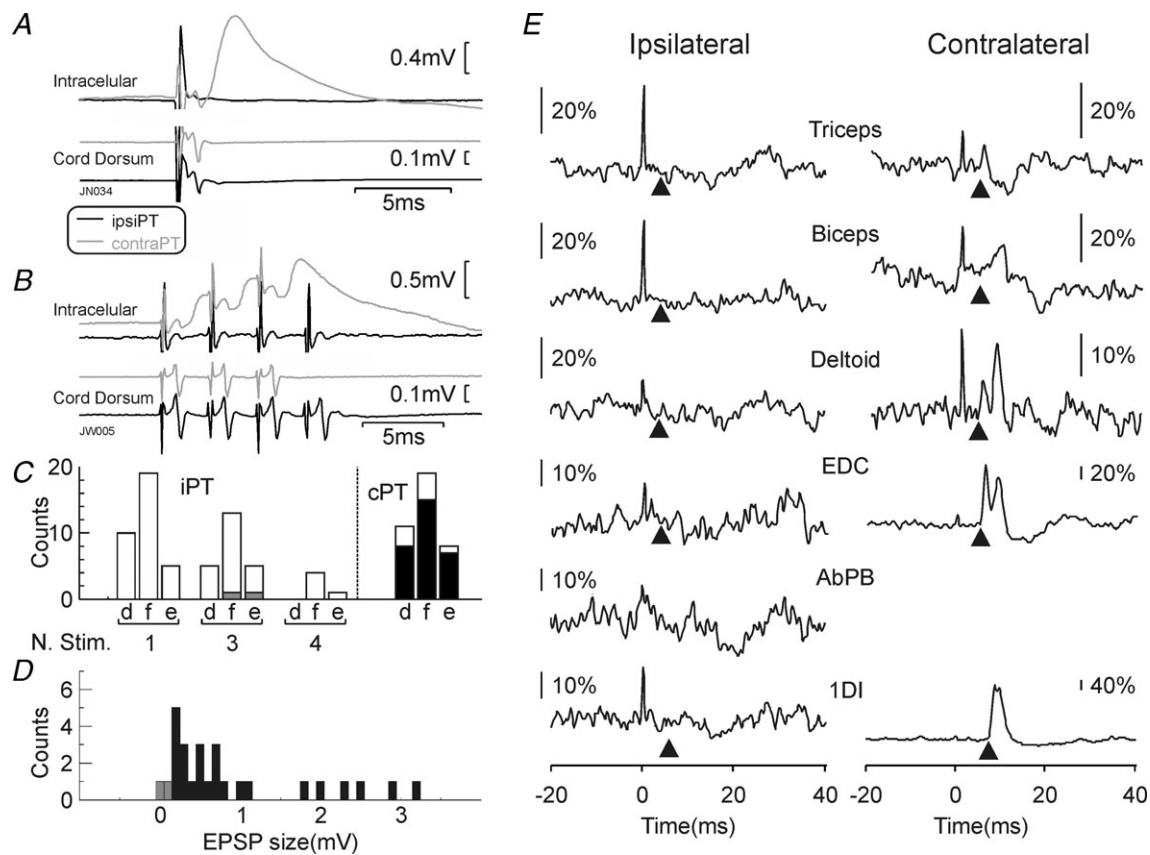 A
Intracelular
0.4mV
Cord Dorsum
0.1mV
JN034
5ms
ipsiPT
contraPT
B
Intracelular
0.5mV
Cord Dorsum
0.1mV
JW005
5ms
C
20
10
0
Counts
iPT
cPT
d f e d f e d f e d f e
N. Stim. 1 3 4
D
6
4
2
0
Counts
0 1 2 3
EPSP size(mV)
E
Ipsilateral Contralateral
20% Triceps 20%
20% Biceps 20%
20% Deltoid 10%
10% EDC 20%
10% AbPB
10% 1DI 40%
-20 0 20 40 -20 0 20 40
Time(ms) Time(ms)